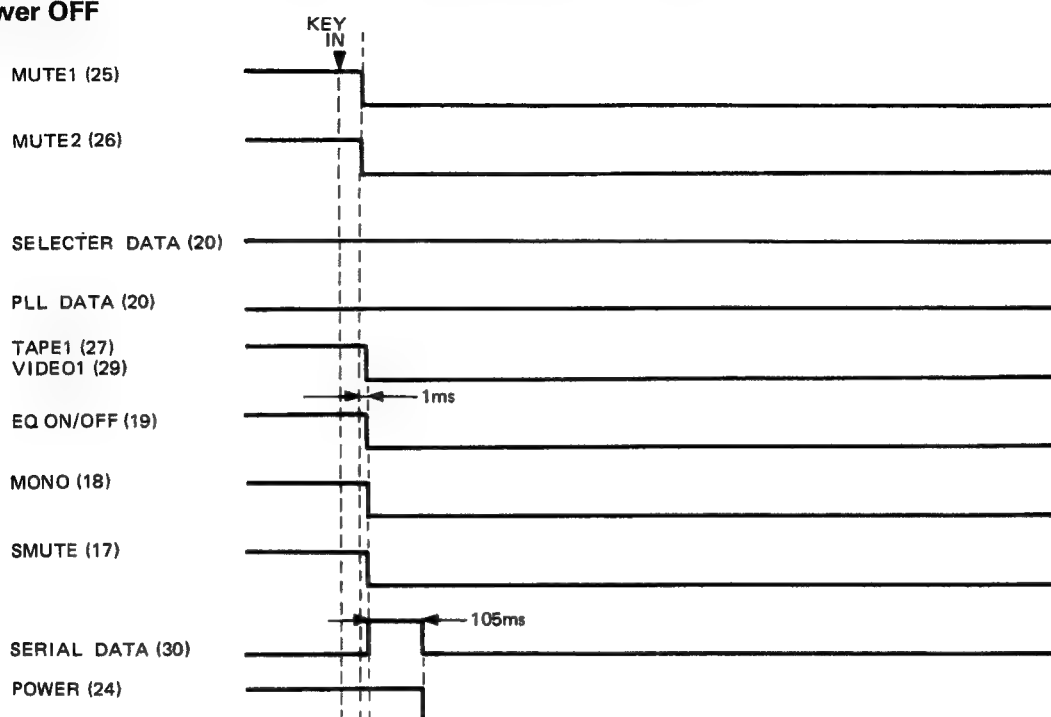 wer OFF
KEY
IN
MUTE1 (25)
MUTE2 (26)
SELECTER DATA (20)
PLL DATA (20)
TAPE1 (27)
VIDEO1 (29)
1ms
EQ ON/OFF (19)
MONO (18)
SMUTE (17)
105ms
SERIAL DATA (30)
POWER (24)